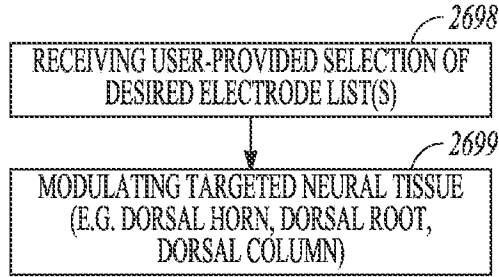 2698
RECEIVING USER-PROVIDED SELECTION OF
DESIRED ELECTRODE LIST(S)
2699
MODULATING TARGETED NEURAL TISSUE
(E.G. DORSAL HORN, DORSAL ROOT,
DORSAL COLUMN)